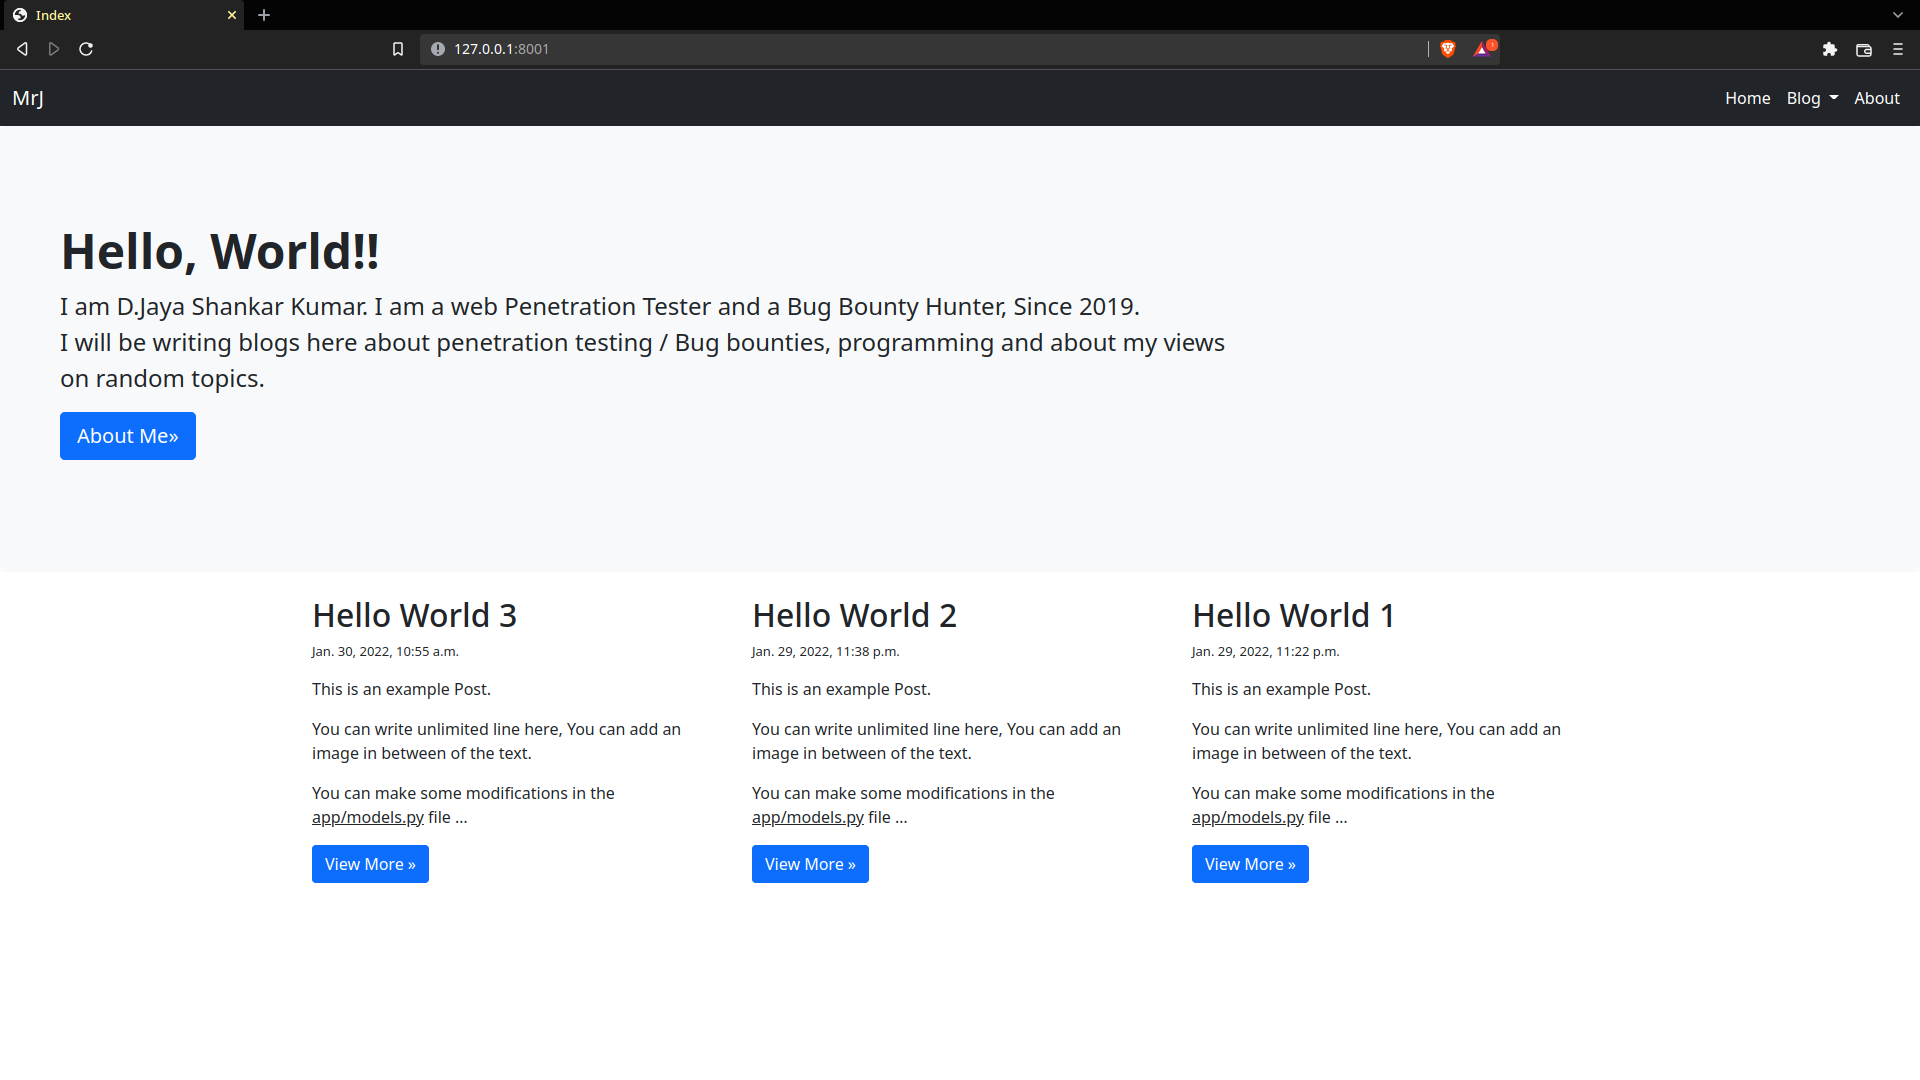 Index
127.0.0.1:8001
MrJ
Home Blog About
Hello, World!!
I am D.Jaya Shankar Kumar. I am a web Penetration Tester and a Bug Bounty Hunter, Since 2019.
I will be writing blogs here about penetration testing / Bug bounties, programming and about my views
on random topics.
About Me»
Hello World 3
Jan. 30, 2022, 10:55 a.m.
This is an example Post.
You can write unlimited line here, You can add an
image in between of the text.
You can make some modifications in the
app/models.py file ...
View More »
Hello World 2
Jan. 29, 2022, 11:38 p.m.
This is an example Post.
You can write unlimited line here, You can add an
image in between of the text.
You can make some modifications in the
app/models.py file ...
View More »
Hello World 1
Jan. 29, 2022, 11:22 p.m.
This is an example Post.
You can write unlimited line here, You can add an
image in between of the text.
You can make some modifications in the
app/models.py file ...
View More »